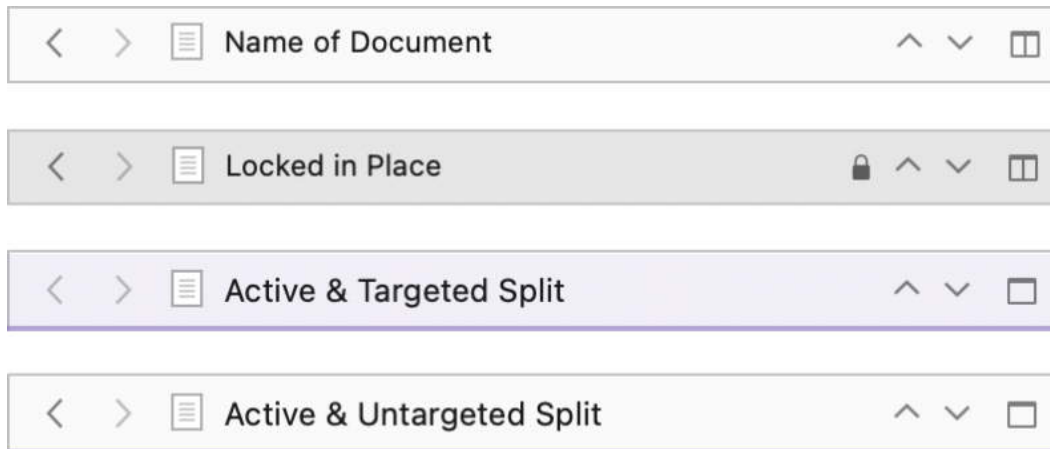 Name of Document
Locked in Place
Active & Targeted Split
Active & Untargeted Split